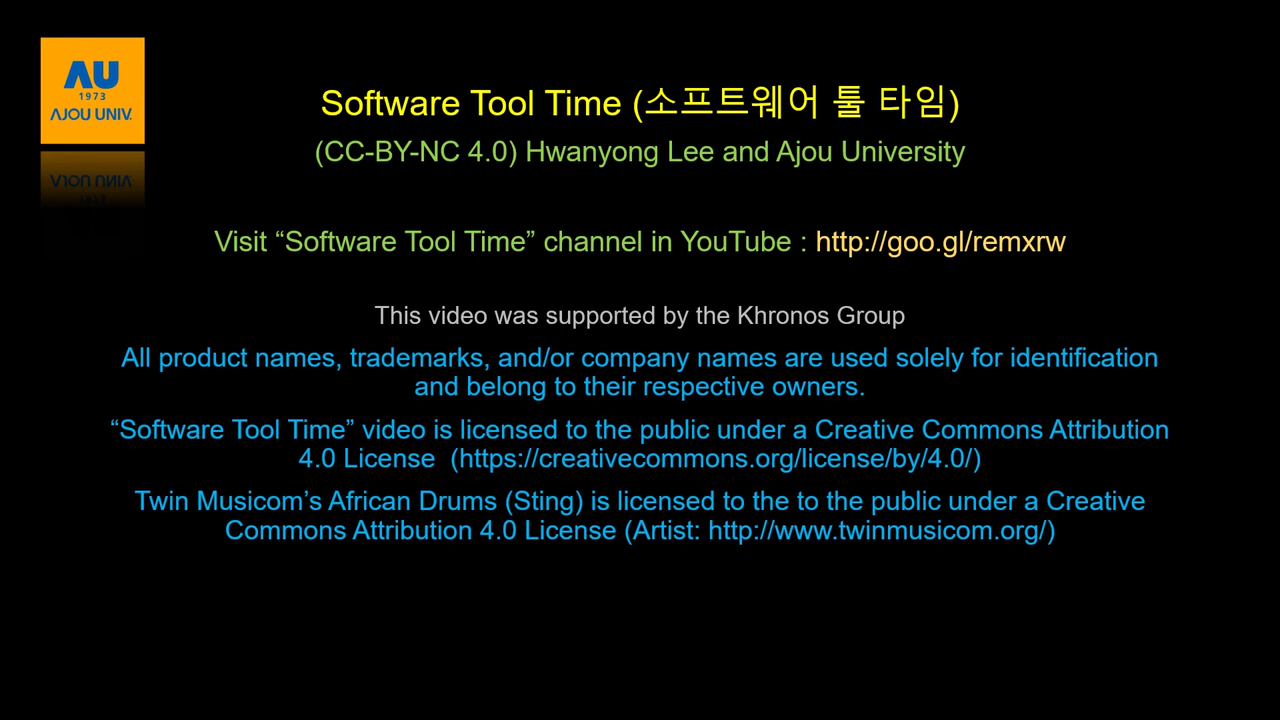 AU
1973
AJOU UNIV.
Software Tool Time (소프트웨어 툴 타임)
(CC-BY-NC 4.0) Hwanyong Lee and Ajou University
Visit “Software Tool Time” channel in YouTube : http://goo.gl/remxrw
This video was supported by the Khronos Group
All product names, trademarks, and/or company names are used solely for identification
and belong to their respective owners.
“Software Tool Time” video is licensed to the public under a Creative Commons Attribution
4.0 License  (https://creativecommons.org/license/by/4.0/)
Twin Musicom’s African Drums (Sting) is licensed to the to the public under a Creative
Commons Attribution 4.0 License (Artist: http://www.twinmusicom.org/)